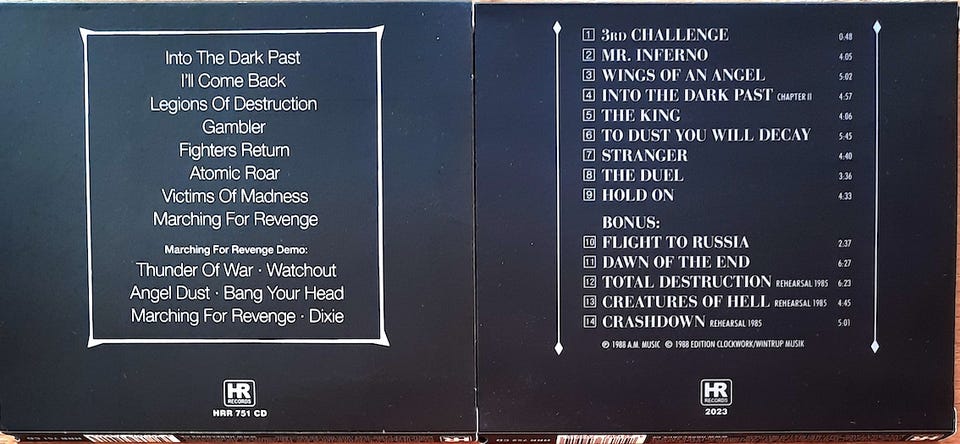 Into The Dark Past
I'll Come Back
Legions Of Destruction
Gambler
Fighters Return
Atomic Roar
Victims Of Madness
Marching For Revenge
Marching For Revenge Demo:
Thunder Of War · Watchout
Angel Dust · Bang Your Head
Marching For Revenge · Dixie
HR
RECORDS
HRR 751 CD
1 3RD CHALLENGE 0:48
2 MR. INFERNO 4:05
3 WINGS OF AN ANGEL 5:02
4 INTO THE DARK PAST CHAPTER II 4:57
5 THE KING 4:06
6 TO DUST YOU WILL DECAY 5:45
7 STRANGER 4:40
8 THE DUEL 3:36
9 HOLD ON 4:33
BONUS:
10 FLIGHT TO RUSSIA 2:37
11 DAWN OF THE END 6:27
12 TOTAL DESTRUCTION REHEARSAL 1985 6:23
13 CREATURES OF HELL REHEARSAL 1985 4:45
14 CRASHDOWN REHEARSAL 1985 5:01
℗ 1988 A.M. MUSIC © 1988 EDITION CLOCKWORK/WINTRUP MUSIK
HR
RECORDS
2023